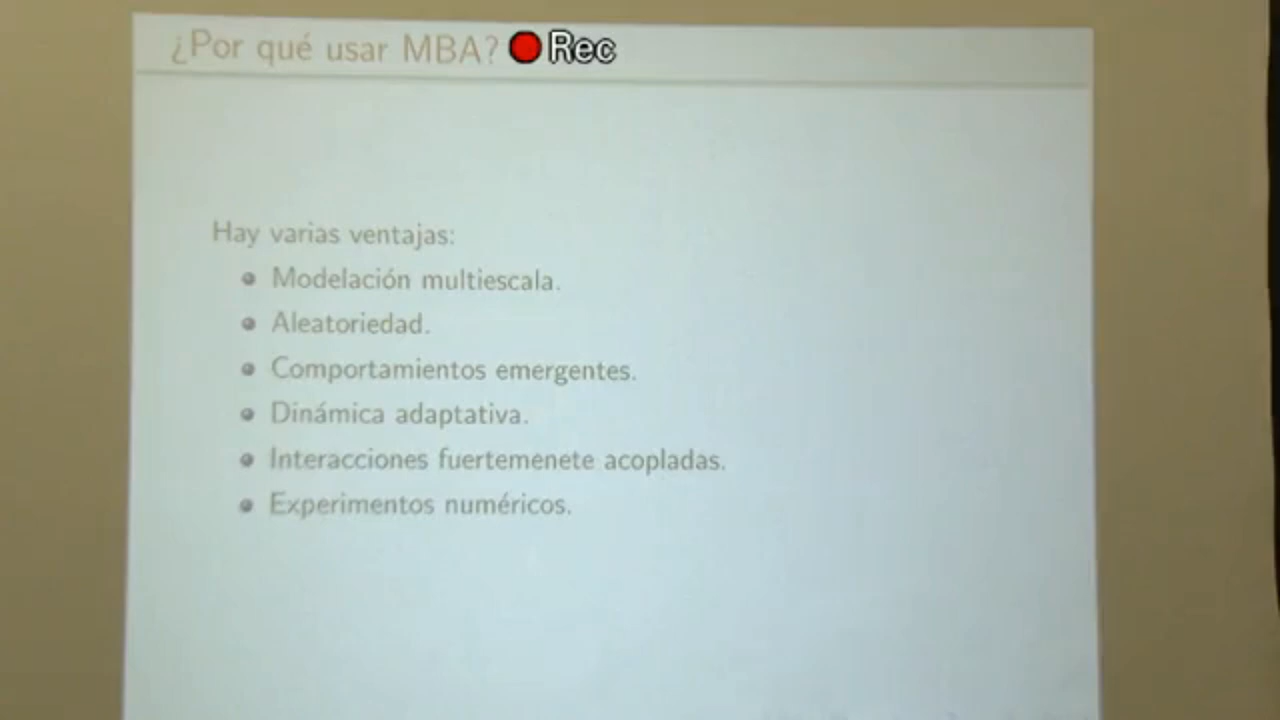 ¿Por qué usar MBA? Rec
Hay varias ventajas:
Modelación multiescala.
Aleatoriedad.
Comportamientos emergentes.
Dinámica adaptativa.
Interacciones fuertemenete acopladas.
Experimentos numéricos.